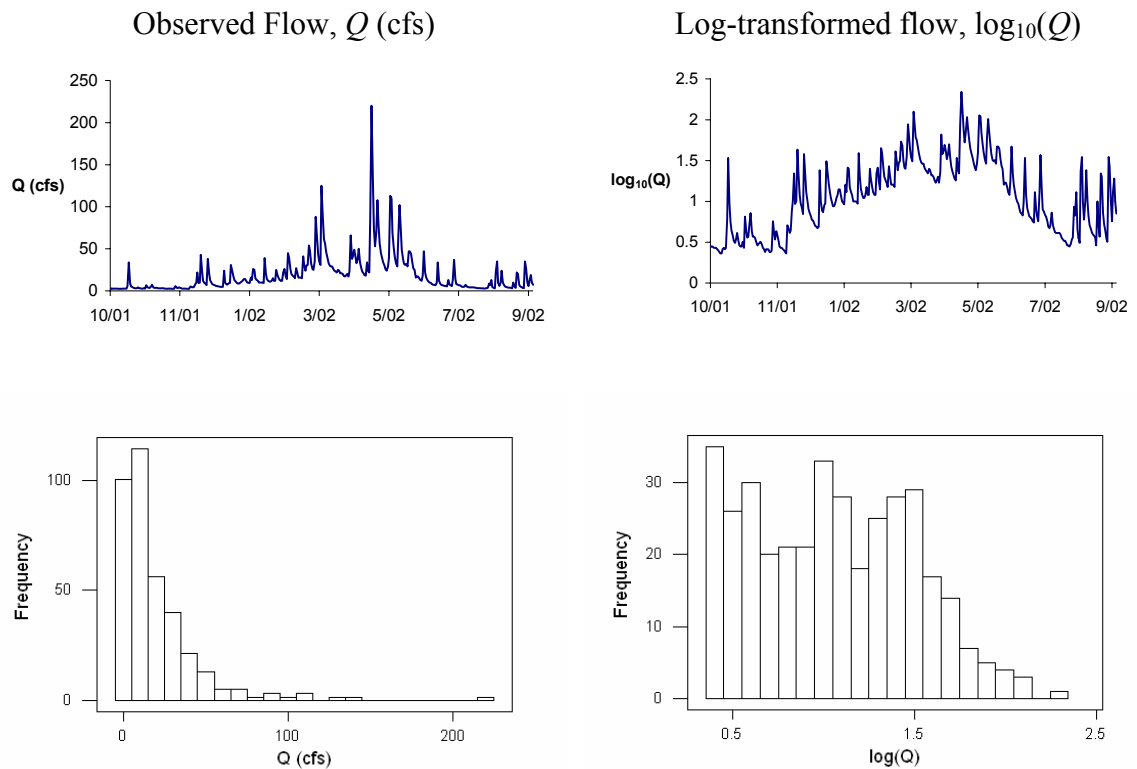 Observed Flow, Q (cfs)
Log-transformed flow, log10(Q)
250
200
150
Q (cfs)
100
50
0
10/01 11/01 1/02 3/02 5/02 7/02 9/02
2.5
2
1.5
log10(Q)
1
0.5
0
10/01 11/01 1/02 3/02 5/02 7/02 9/02
100
Frequency
50
0
0 100 200
Q (cfs)
30
Frequency
20
10
0
0.5 1.5 2.5
log(Q)